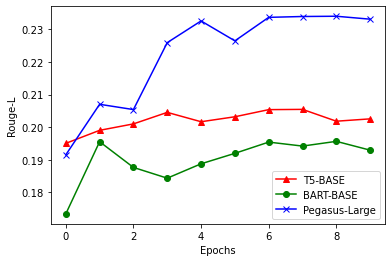 0.23
0.22
0.21
0.20
0.19
0.18
Rouge-L
0 2 4 6 8
Epochs
T5-BASE
BART-BASE
Pegasus-Large